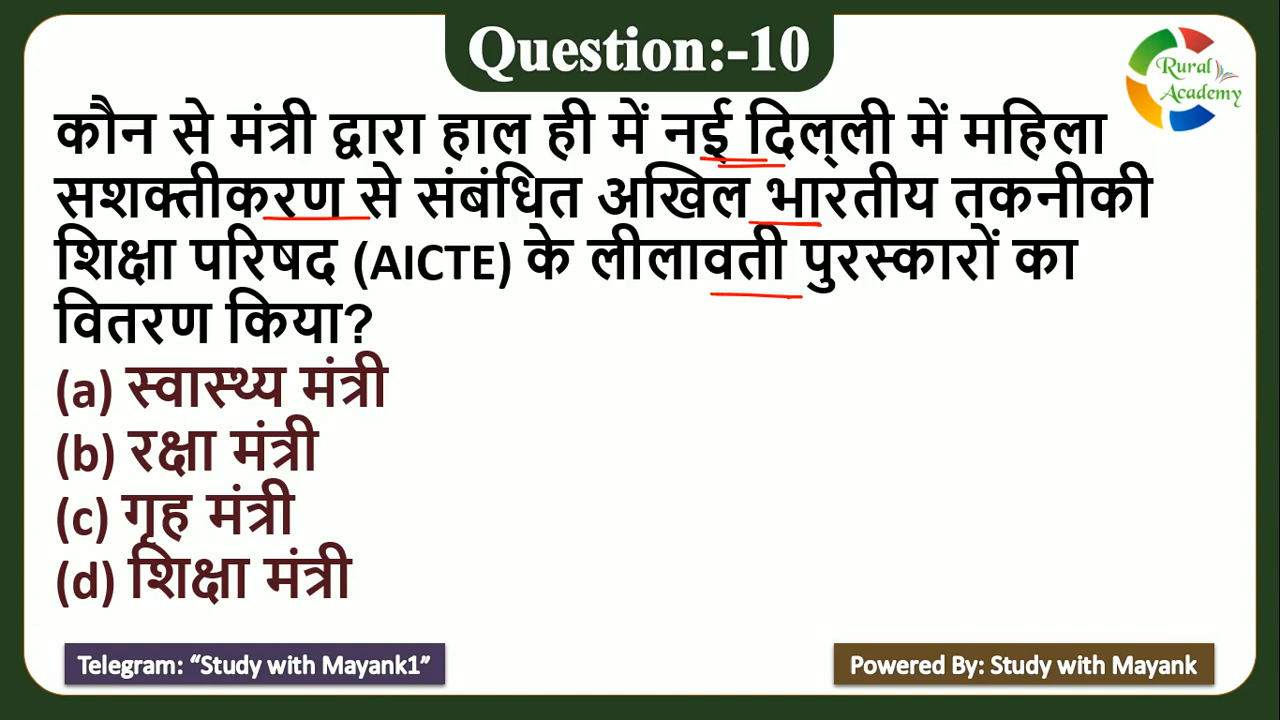 Question:-10
Rural
Academy
कौन से मंत्री द्वारा हाल ही में नई दिल्ली में महिला
सशक्तीकरण से संबंधित अखिल भारतीय तकनीकी
शिक्षा परिषद (AICTE) के लीलावती पुरस्कारों का
वितरण किया?
(a) स्वास्थ्य मंत्री
(b) रक्षा मंत्री
(c) गृह मंत्री
(d) शिक्षा मंत्री
Telegram: “Study with Mayank1”
Powered By: Study with Mayank